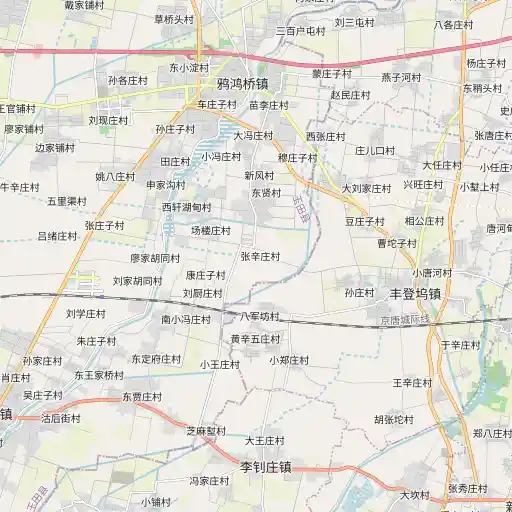 戴家铺村
草桥头村
刘三屯村
八各庄村
三百户屯村
杨庄子村
东小淀村
蒙庄子村
燕子河村
孙各庄村
鸦鸿桥镇
东稍头村
赵民庄村
车庄子村
苗李庄村
王官铺村
刘现庄村
廖家铺村
孙庄子村
大冯庄村
西张庄村
张唐庄村
边家铺村
庄儿口村
小冯庄村
穆庄子村
田庄村
大任庄村
小任庄村
姚八庄村
新风村
牛辛庄村
申家沟村
东贤村
大刘家庄村
兴旺庄村
小堼上村
五里渠村
西轩湖甸村
玉田县
豆庄子村
相公庄村
张庄子村
场楼庄村
吕绪庄村
曹坨子村
廖家胡同村
张辛庄村
小唐河村
刘家胡同村
康庄子村
刘厨庄村
孙庄村
丰登坞镇
刘学庄村
南小冯庄村
八军坊村
京唐城际线
朱庄子村
黄辛五庄村
于辛庄村
孙家庄村
东定府庄村
小王庄村
小郑庄村
东王家桥村
王辛庄村
吴庄子村
东贾庄村
镇
沽后街村
胡张坨村
芝麻堼村
郑八庄村
大王庄村
李钊庄镇
玉田县
冯家庄村
张秀庄村
大坎村
小铺村